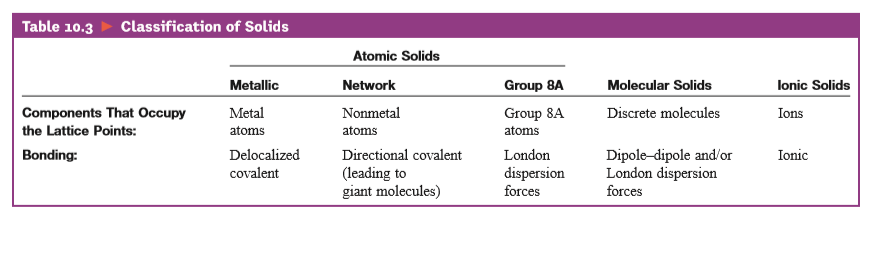 Table 10.3 ▶ Classification of Solids
Atomic Solids
Metallic Network Group 8A Molecular Solids Ionic Solids
Components That Occupy Metal Nonmetal Group 8A Discrete molecules Ions
the Lattice Points: atoms atoms atoms
Bonding: Delocalized Directional covalent London Dipole–dipole and/or Ionic
covalent (leading to dispersion London dispersion
giant molecules) forces forces